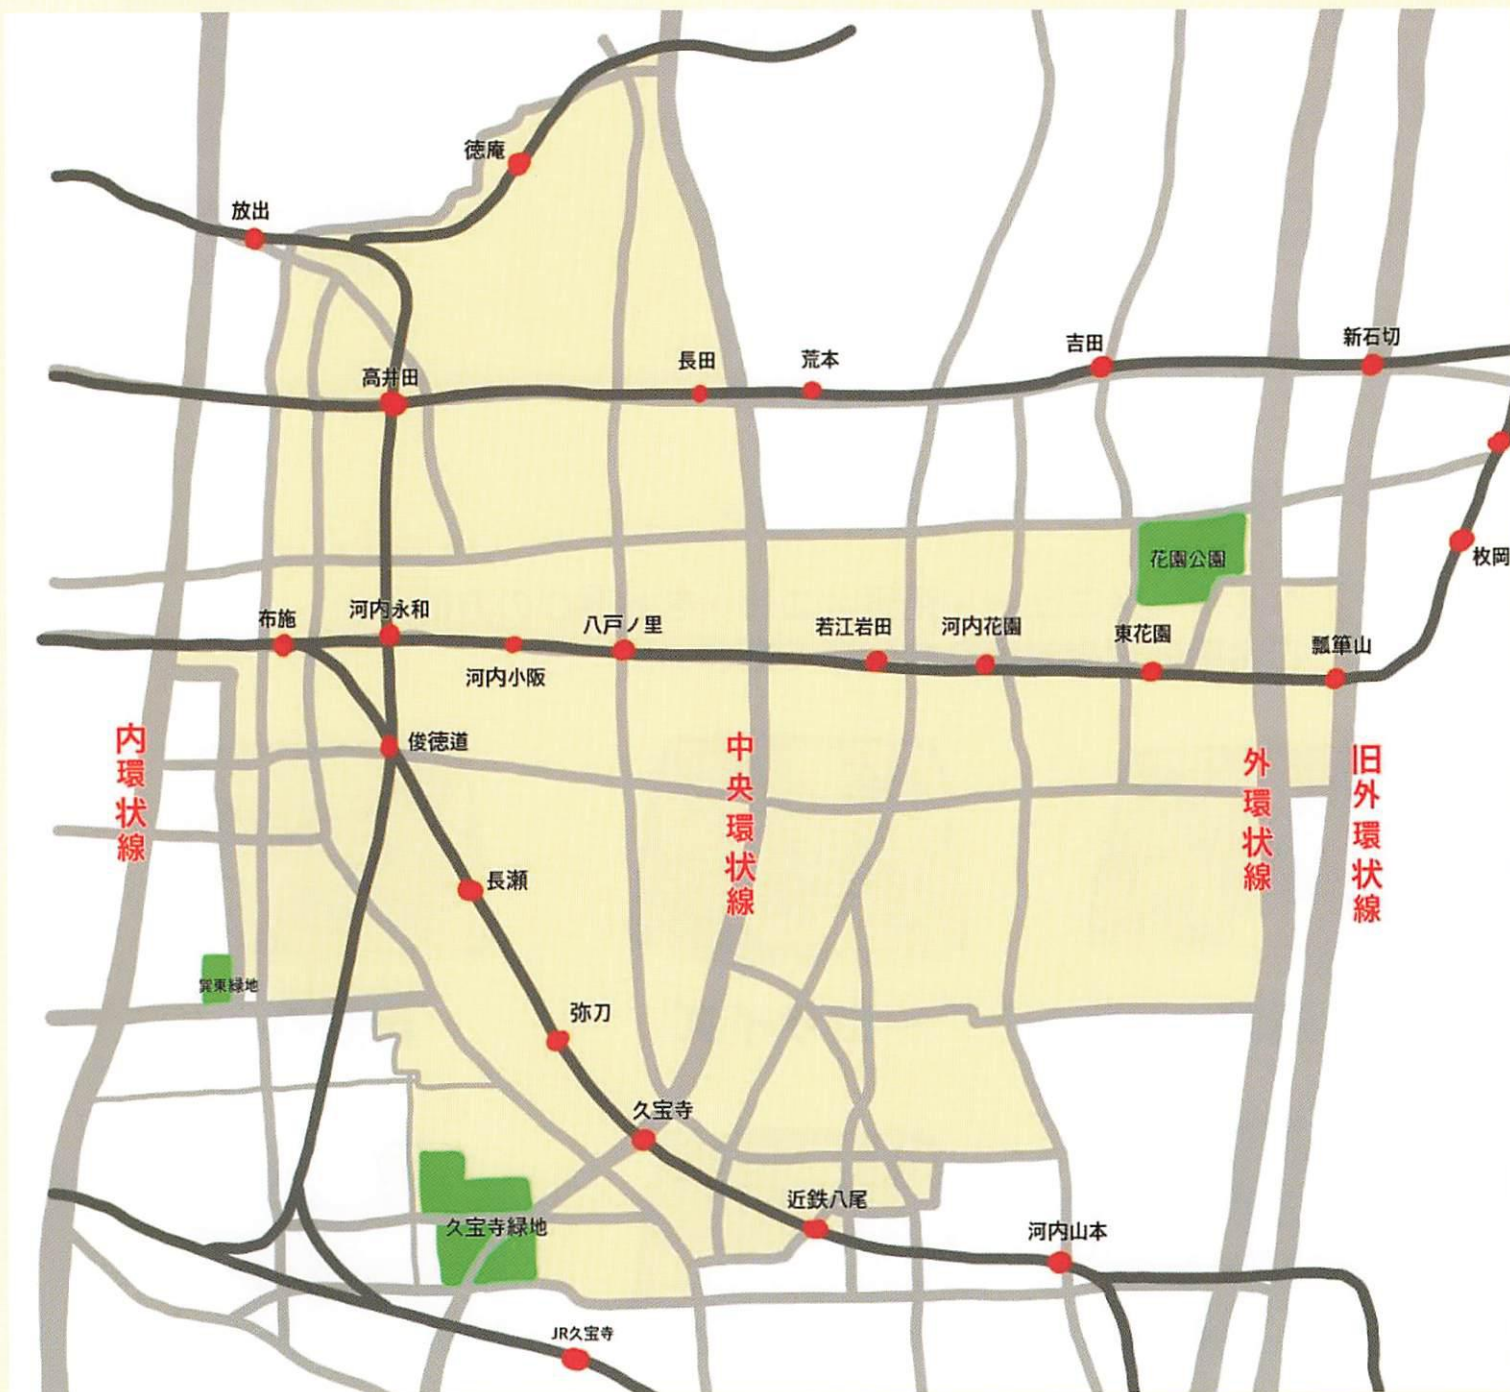 徳庵
放出
新石切
吉田
長田
荒本
高井田
花園公園
枚岡
布施
河内永和
八戸ノ里
若江岩田
河内花園
東花園
瓢箪山
河内小阪
俊徳道
内環状線
中央環状線
外環状線
旧外環状線
長瀬
巽東緑地
弥刀
久宝寺
近鉄八尾
久宝寺緑地
河内山本
JR久宝寺